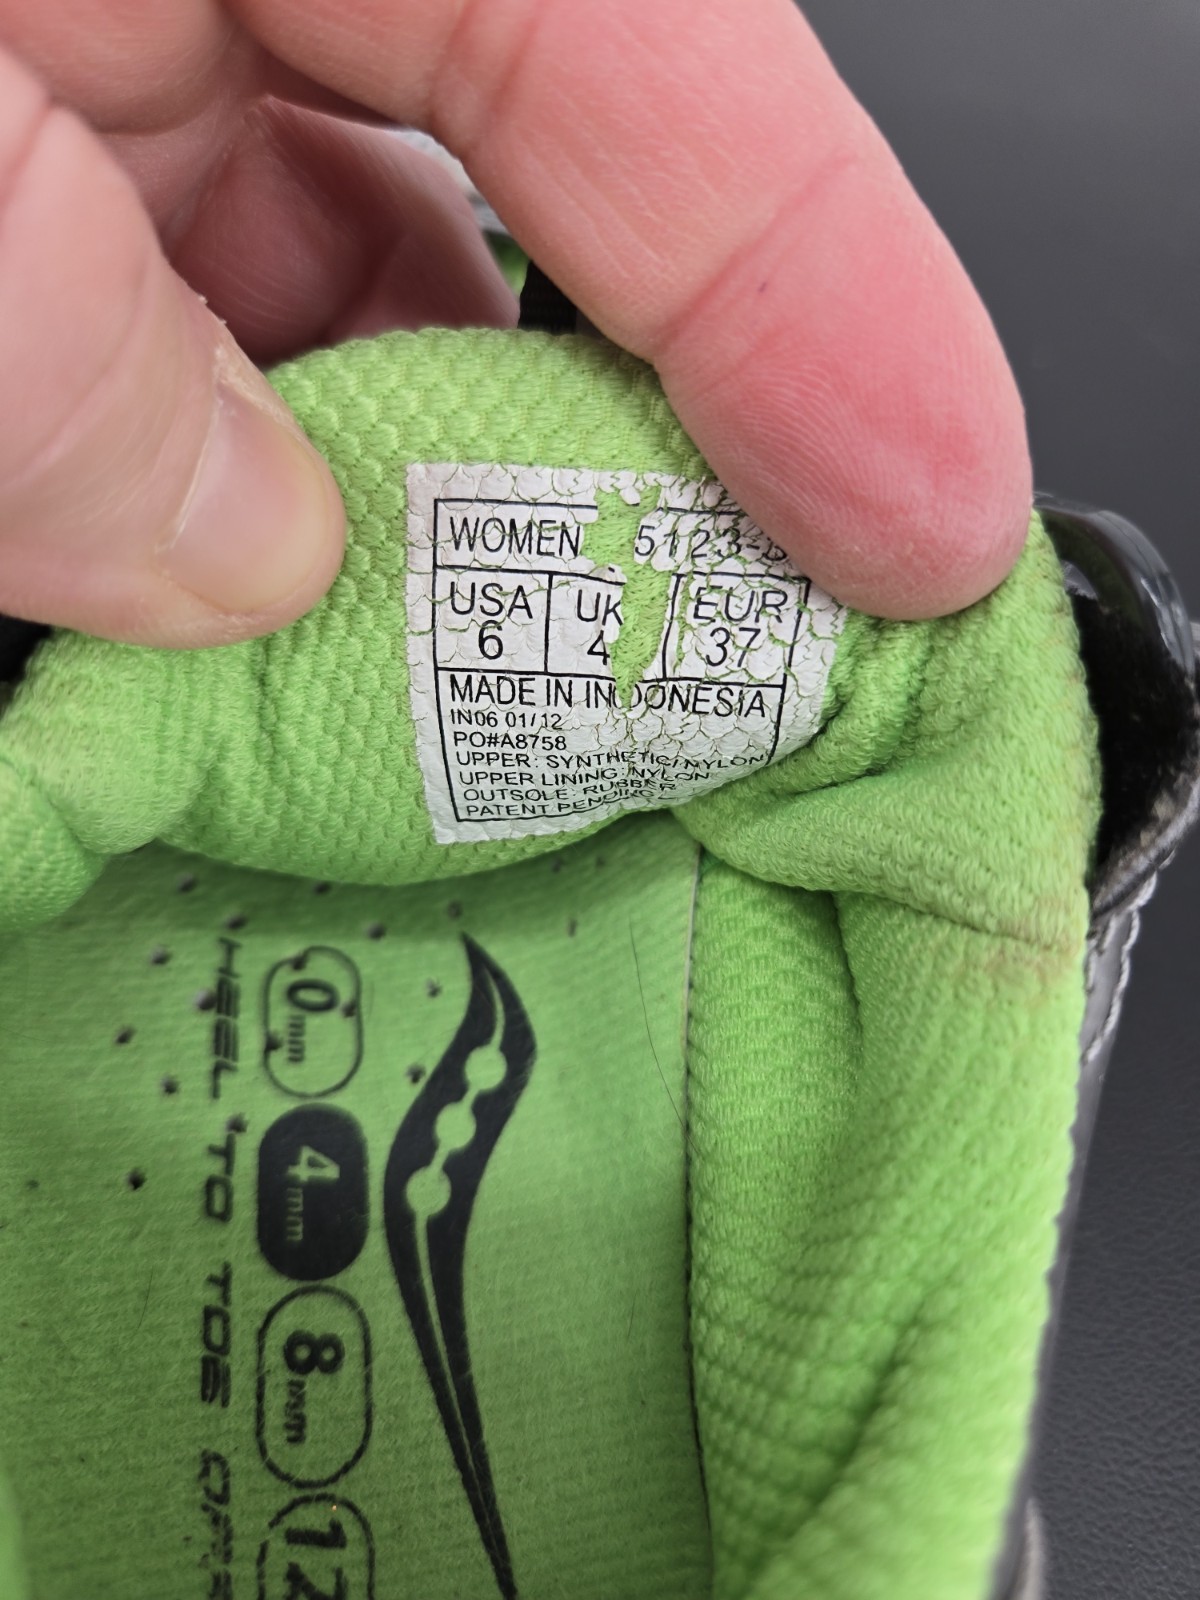 WOMEN 5123-
USA UK EUR
6 4 37
MADE IN INDONESIA
IN06 01/12
PO#A8758
UPPER: SYNTHETIC/NYLON
UPPER LINING: NYLON
OUTSOLE: RUBBER
PATENT PENDING
HEEL TO TOE
0mm
4mm
8mm
12